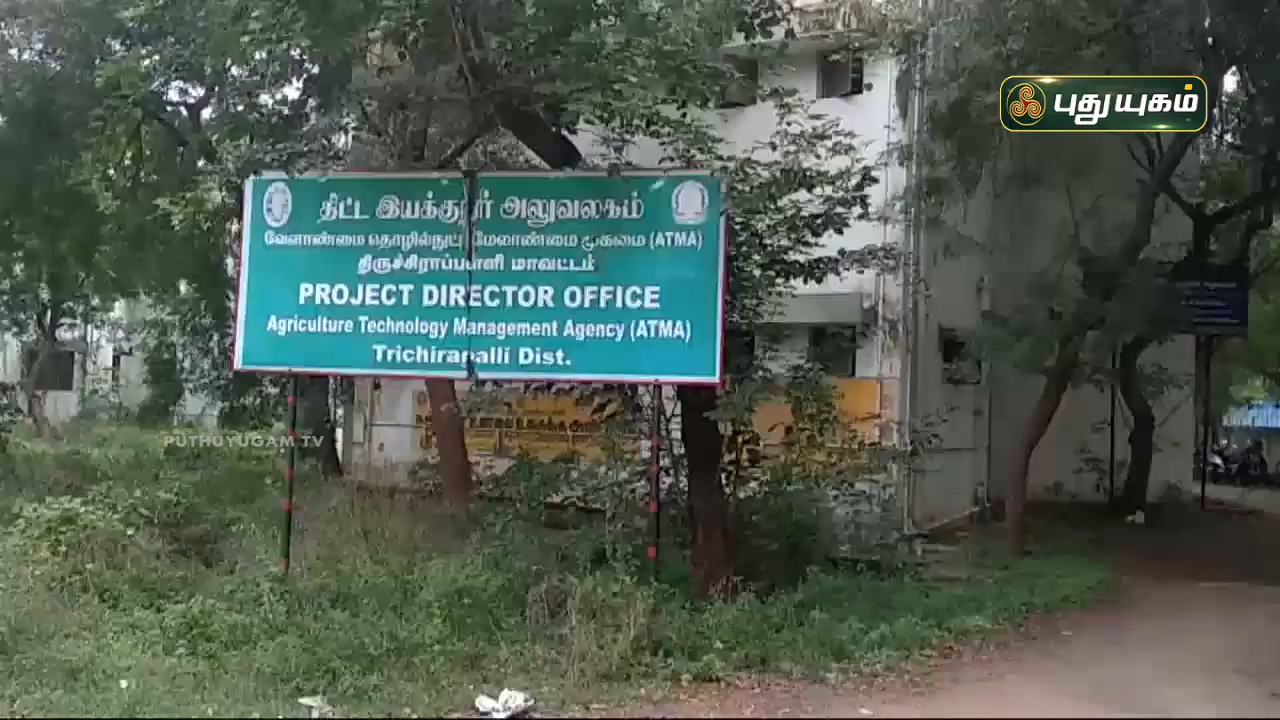 புதுயுகம்
திட்ட இயக்குநர் அலுவலகம்
வேளாண்மை தொழில்நுட்ப மேலாண்மை முகமை (ATMA)
திருச்சிராப்பள்ளி மாவட்டம்
PROJECT DIRECTOR OFFICE
Agriculture Technology Management Agency (ATMA)
Trichirapalli Dist.
PUTHUYUGAM TV